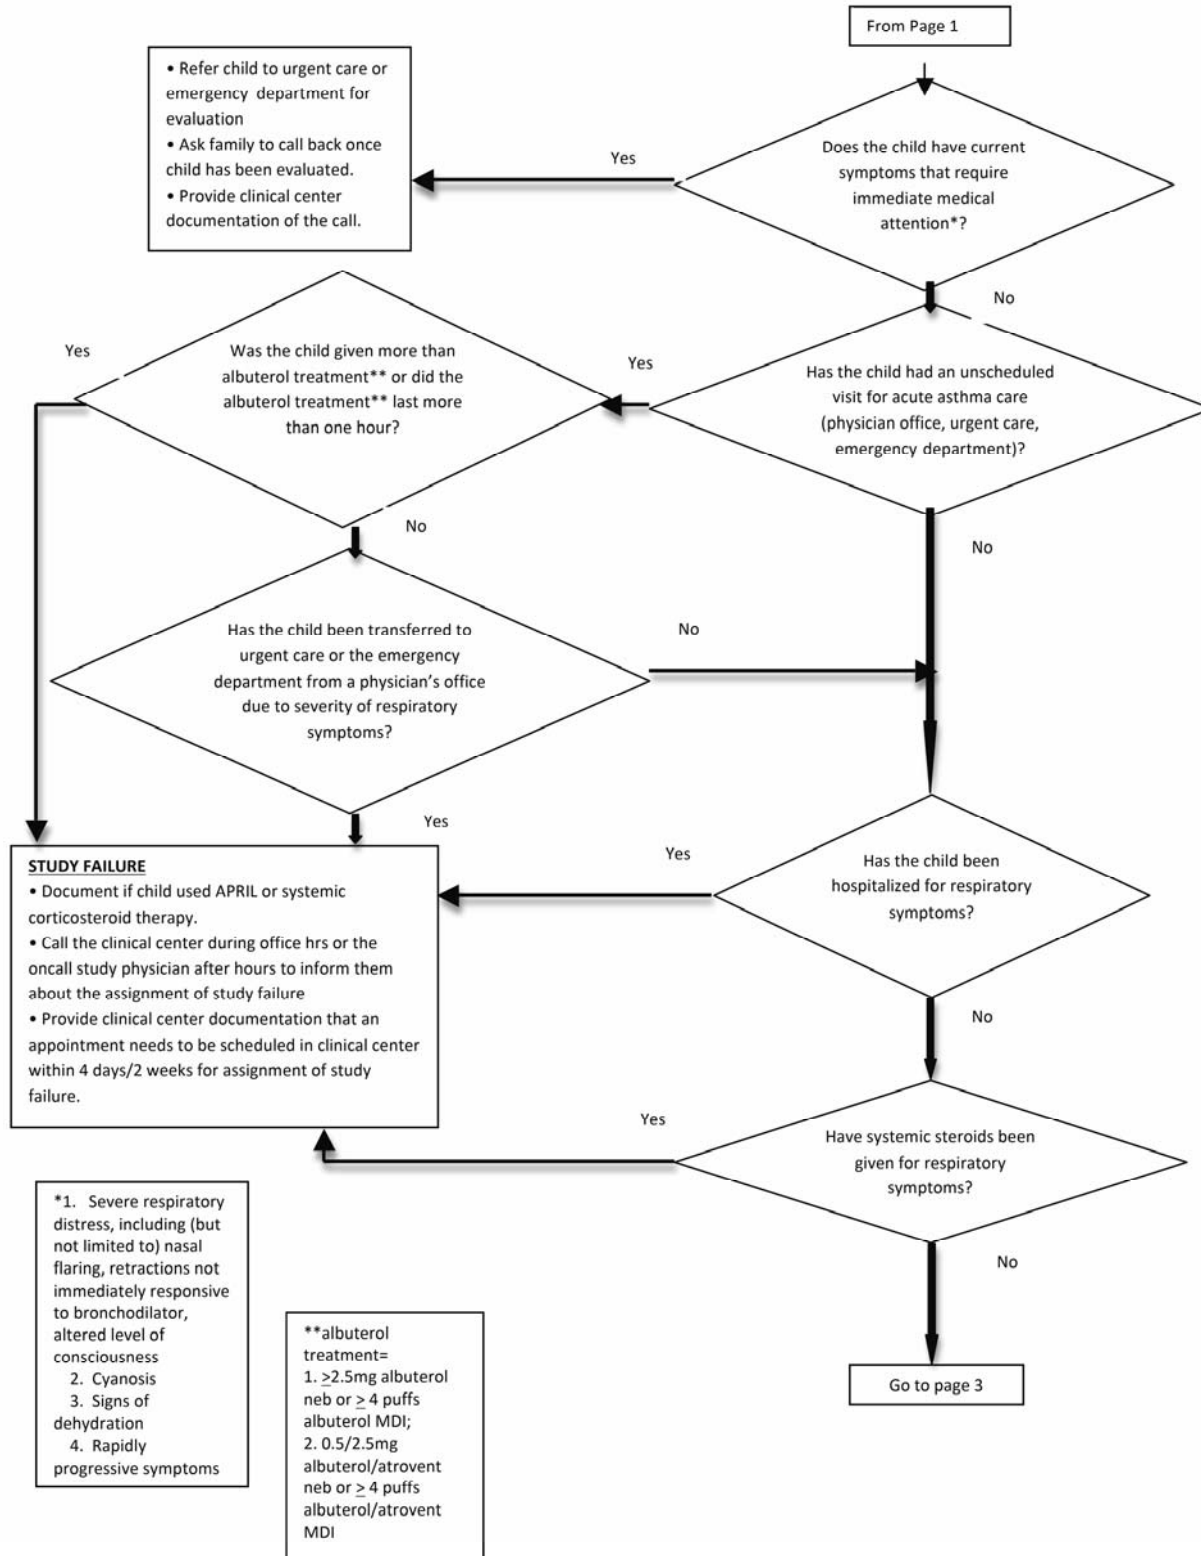 From Page 1
• Refer child to urgent care or
emergency department for
evaluation
• Ask family to call back once
child has been evaluated.
• Provide clinical center
documentation of the call.
Yes
Does the child have current
symptoms that require
immediate medical
attention*?
No
Yes
Was the child given more than
albuterol treatment** or did the
albuterol treatment** last more
than one hour?
Yes
Has the child had an unscheduled
visit for acute asthma care
(physician office, urgent care,
emergency department)?
No
No
Has the child been transferred to
urgent care or the emergency
department from a physician's office
due to severity of respiratory
symptoms?
No
Yes
Yes
Has the child been
hospitalized for respiratory
symptoms?
STUDY FAILURE
• Document if child used APRIL or systemic
corticosteroid therapy.
• Call the clinical center during office hrs or the
oncall study physician after hours to inform them
about the assignment of study failure
• Provide clinical center documentation that an
appointment needs to be scheduled in clinical center
within 4 days/2 weeks for assignment of study
failure.
No
Yes
Have systemic steroids been
given for respiratory
symptoms?
No
*1. Severe respiratory
distress, including (but
not limited to) nasal
flaring, retractions not
immediately responsive
to bronchodilator,
altered level of
consciousness
2. Cyanosis
3. Signs of
dehydration
4. Rapidly
progressive symptoms
**albuterol
treatment=
1. ≥2.5mg albuterol
neb or ≥ 4 puffs
albuterol MDI;
2. 0.5/2.5mg
albuterol/atrovent
neb or ≥ 4 puffs
albuterol/atrovent
MDI
Go to page 3